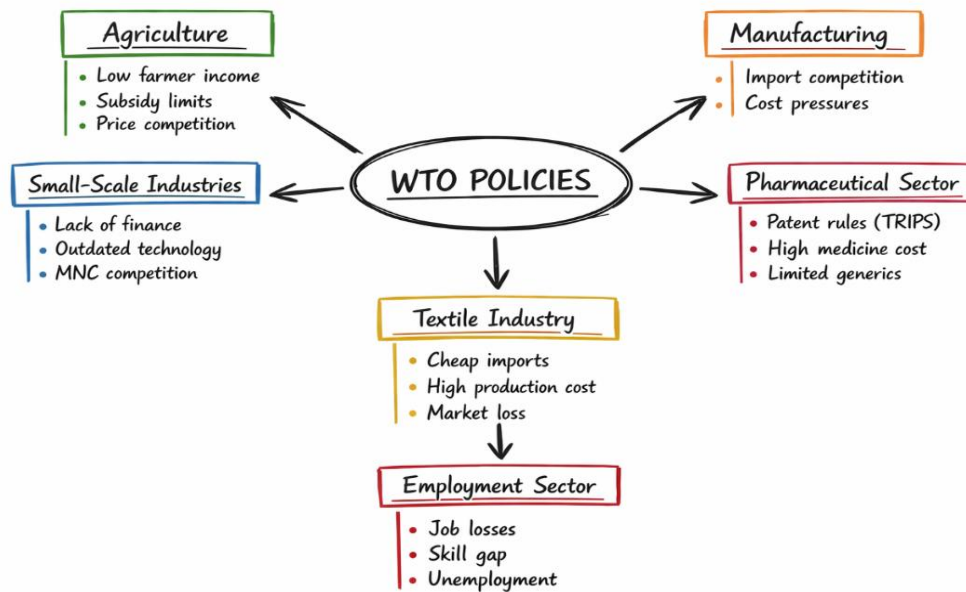 Agriculture
Low farmer income
Subsidy limits
Price competition
Manufacturing
Import competition
Cost pressures
WTO POLICIES
Small-Scale Industries
Lack of finance
Outdated technology
MNC competition
Pharmaceutical Sector
Patent rules (TRIPS)
High medicine cost
Limited generics
Textile Industry
Cheap imports
High production cost
Market loss
Employment Sector
Job losses
Skill gap
Unemployment